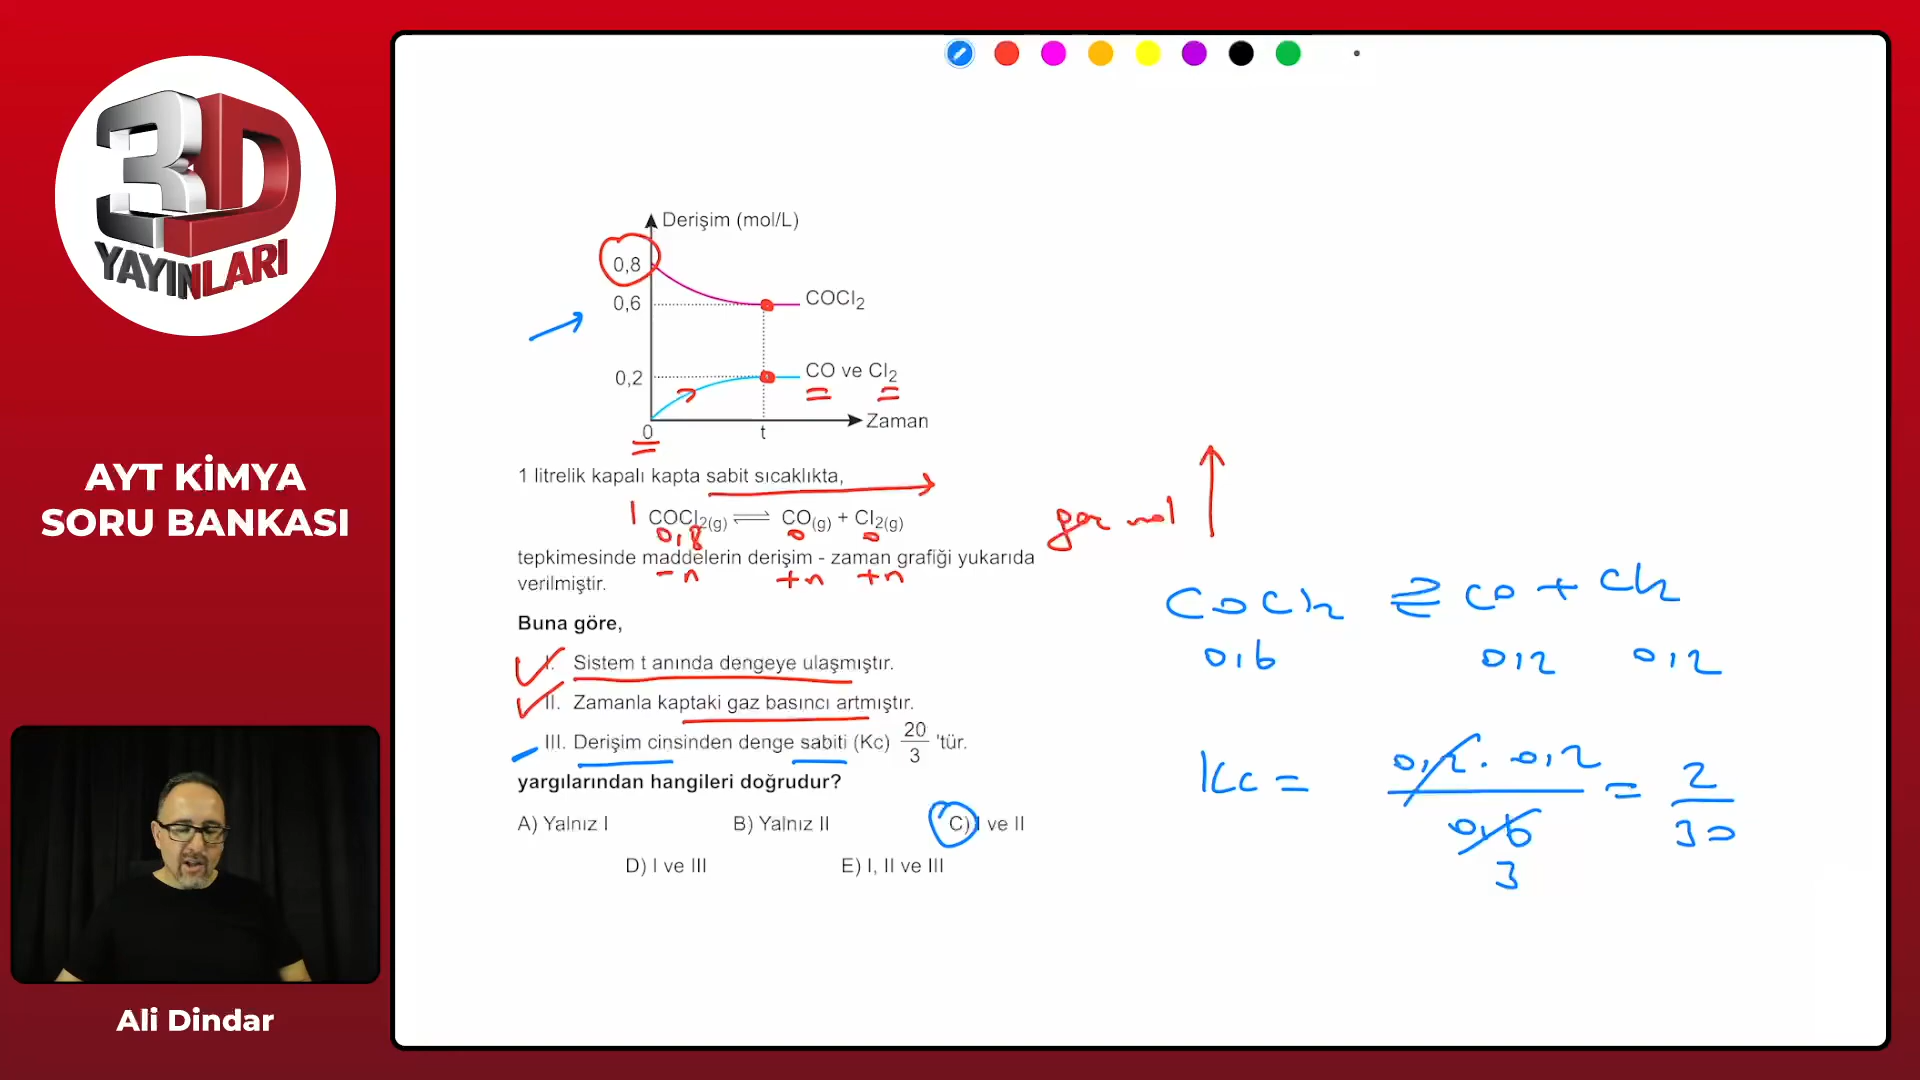 3D
YAYINLARI
AYT KİMYA
SORU BANKASI
Ali Dindar
Derişim (mol/L)
0,8
0,6
COCl₂
0,2
CO ve Cl₂
0
t
Zaman
1 litrelik kapalı kapta sabit sıcaklıkta,
1 COCl₂(g) ⇌ CO(g) + Cl₂(g)
0,8 0 0
tepkimesinde maddelerin derişim - zaman grafiği yukarıda
-n +n +n
verilmiştir.
Buna göre,
I. Sistem t anında dengeye ulaşmıştır.
II. Zamanla kaptaki gaz basıncı artmıştır.
III. Derişim cinsinden denge sabiti (Kc) 20/3 'tür.
yargılarından hangileri doğrudur?
A) Yalnız I B) Yalnız II C) I ve II
D) I ve III E) I, II ve III
gaz mol ↑
COCl₂ ⇌ CO + Cl₂
0,6 0,2 0,2
Kc = 0,2 . 0,2 / 0,6 = 2/30
3